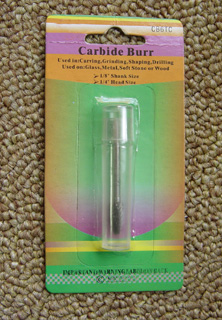 CB61C
Carbide Burr
Used in:Carving,Grinding,Shaping,Drilling
Used on:Glass,Metal,Soft Stone or Wood
1/8" Shank Size
1/4" Head Size